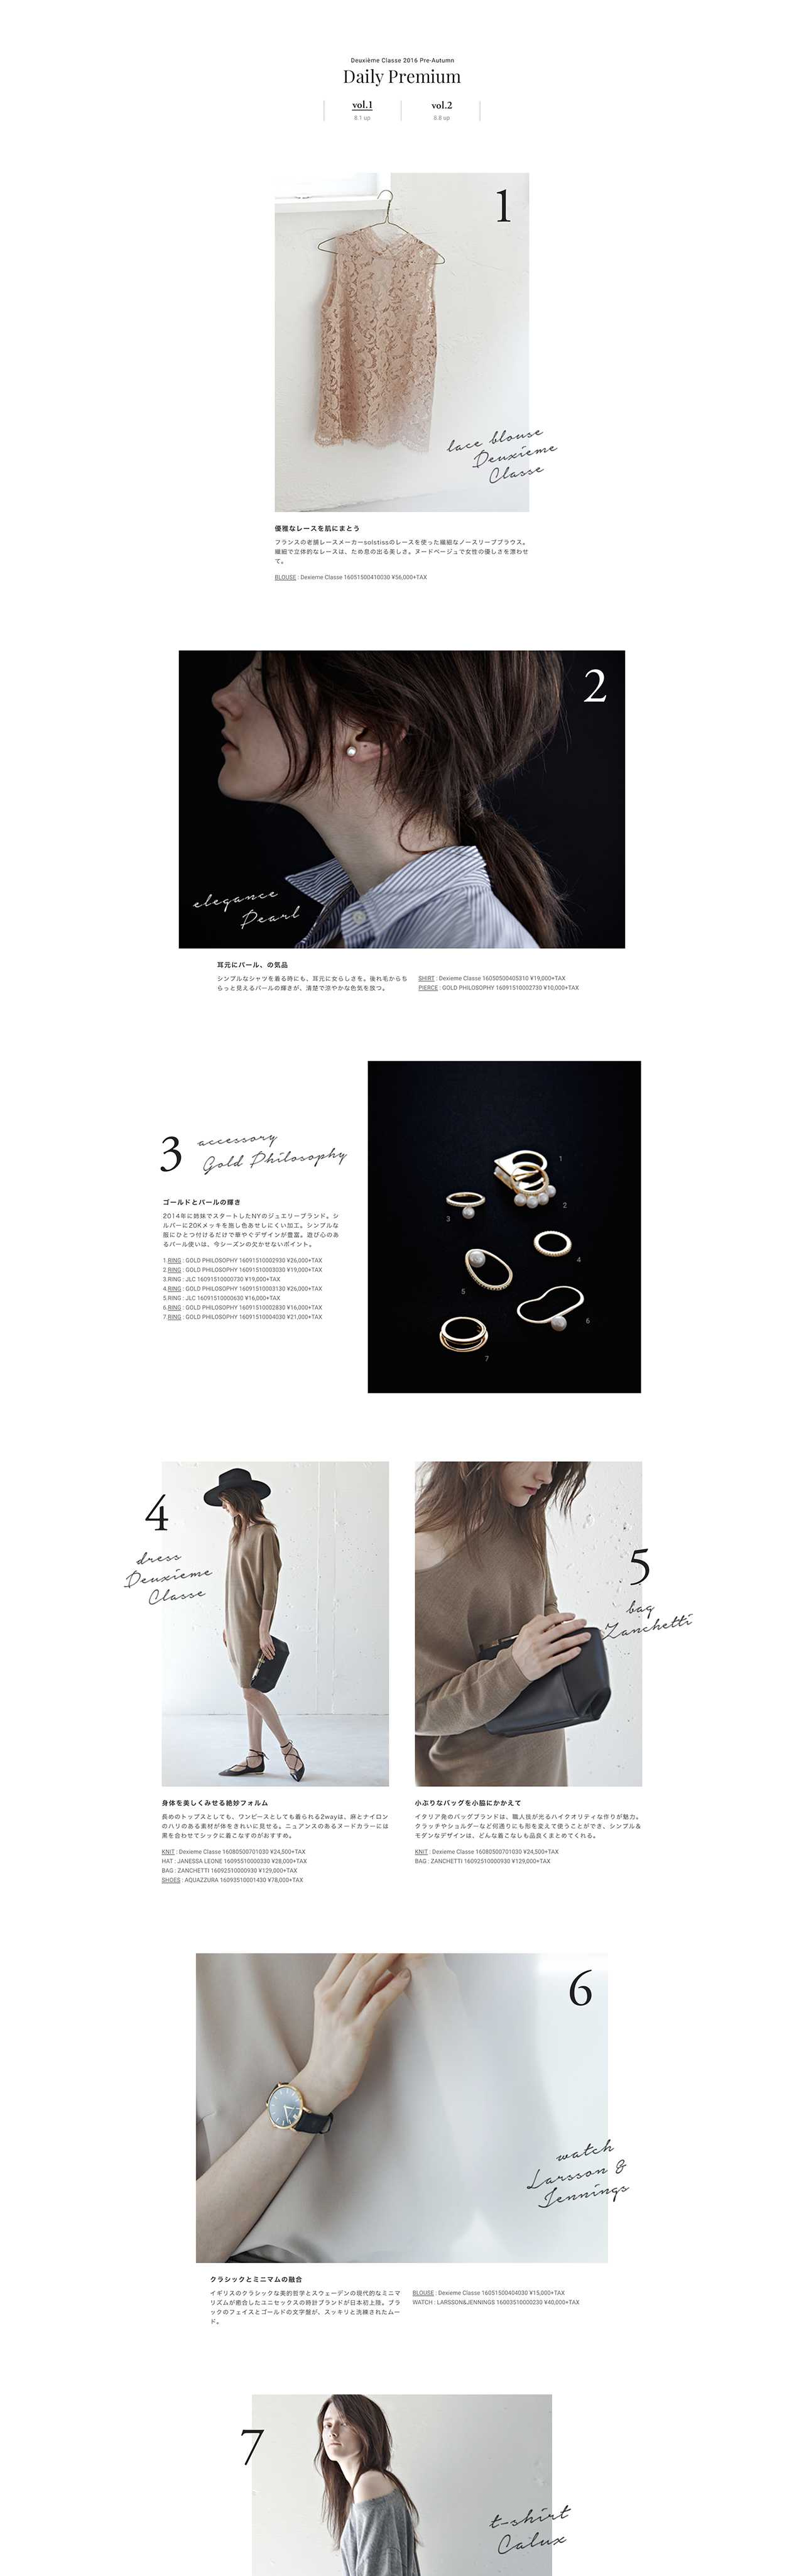 Deuxième Classe 2016 Pre-Autumn
Daily Premium
vol.1
8.1 up
vol.2
8.8 up
1
lace blouse
Deuxieme
Classe
優雅なレースを肌にまとう
フランスの老舗レースメーカーsolstissのレースを使った繊細なノースリーブブラウス。
繊細で立体的なレースは、ため息の出る美しさ。ヌードベージュで女性の優しさを漂わせ
て。
BLOUSE : Dexieme Classe 16051500410030 ¥56,000+TAX
2
elegance
Pearl
耳元にパール、の気品
シンプルなシャツを着る時にも、耳元に女らしさを。後れ毛からち
らっと見えるパールの輝きが、清楚で涼やかな色気を放つ。
SHIRT : Dexieme Classe 16050500405310 ¥19,000+TAX
PIERCE : GOLD PHILOSOPHY 16091510002730 ¥10,000+TAX
3
accessory
Gold Philosophy
ゴールドとパールの輝き
2014年に姉妹でスタートしたNYのジュエリーブランド。シ
ルバーに20Kメッキを施し色あせしにくい加工。シンプルな
服にひとつ付けるだけで華やぐデザインが豊富。遊び心のあ
るパール使いは、今シーズンの欠かせないポイント。
1.RING : GOLD PHILOSOPHY 16091510002930 ¥26,000+TAX
2.RING : GOLD PHILOSOPHY 16091510003030 ¥19,000+TAX
3.RING : JLC 16091510000730 ¥19,000+TAX
4.RING : GOLD PHILOSOPHY 16091510003130 ¥26,000+TAX
5.RING : JLC 16091510000630 ¥16,000+TAX
6.RING : GOLD PHILOSOPHY 16091510002830 ¥16,000+TAX
7.RING : GOLD PHILOSOPHY 16091510004030 ¥21,000+TAX
1
2
3
4
5
6
7
4
dress
Deuxieme
Classe
5
bag
Zanchetti
身体を美しくみせる絶妙フォルム
長めのトップスとしても、ワンピースとしても着られる2wayは、麻とナイロン
のハリのある素材が体をきれいに見せる。ニュアンスのあるヌードカラーには
黒を合わせてシックに着こなすのがおすすめ。
KNIT : Dexieme Classe 16080500701030 ¥24,500+TAX
HAT : JANESSA LEONE 16095510000330 ¥28,000+TAX
BAG : ZANCHETTI 16092510000930 ¥129,000+TAX
SHOES : AQUAZZURA 16093510001430 ¥78,000+TAX
小ぶりなバッグを小脇にかかえて
イタリア発のバッグブランドは、職人技が光るハイクオリティな作りが魅力。
クラッチやショルダーなど何通りにも形を変えて使うことができ、シンプル&
モダンなデザインは、どんな着こなしも品良くまとめてくれる。
KNIT : Dexieme Classe 16080500701030 ¥24,500+TAX
BAG : ZANCHETTI 16092510000930 ¥129,000+TAX
6
watch
Larsson &
Jennings
クラシックとミニマムの融合
イギリスのクラシックな美的哲学とスウェーデンの現代的なミニマ
リズムが癒合したユニセックスの時計ブランドが日本初上陸。ブラ
ックのフェイスとゴールドの文字盤が、スッキリと洗練されたムー
ド。
BLOUSE : Dexieme Classe 16051500404030 ¥15,000+TAX
WATCH : LARSSON&JENNINGS 16003510000230 ¥40,000+TAX
7
t-shirt
Calux